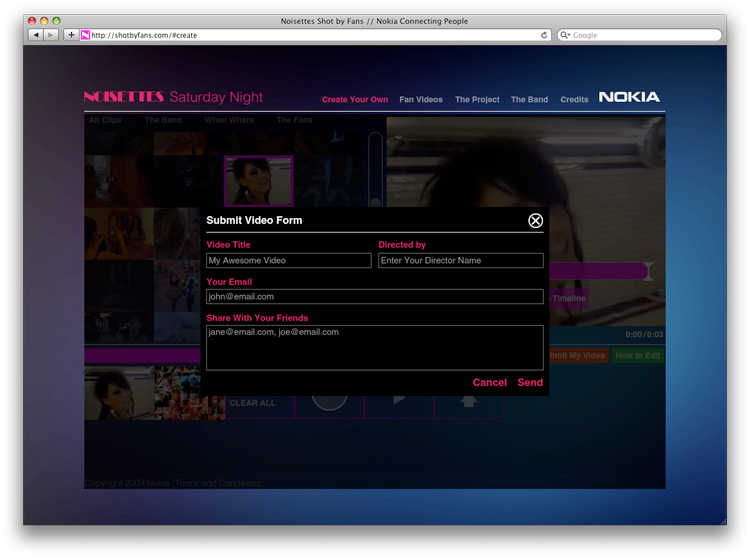 Noisettes Shot by Fans // Nokia Connecting People
http://shotbyfans.com/#create
Google
NOISETTES Saturday Night
Create Your Own Fan Videos The Project The Band Credits NOKIA
All Clips The Band When Where The Fans
Submit Video Form
Video Title Directed by
My Awesome Video Enter Your Director Name
Your Email
john@email.com
Share With Your Friends
jane@email.com, joe@email.com
Timeline
0:00/0:03
bmit My Video How to Edit
Cancel Send
CLEAR ALL
Copyright 2009 Nokia Terms and Conditions